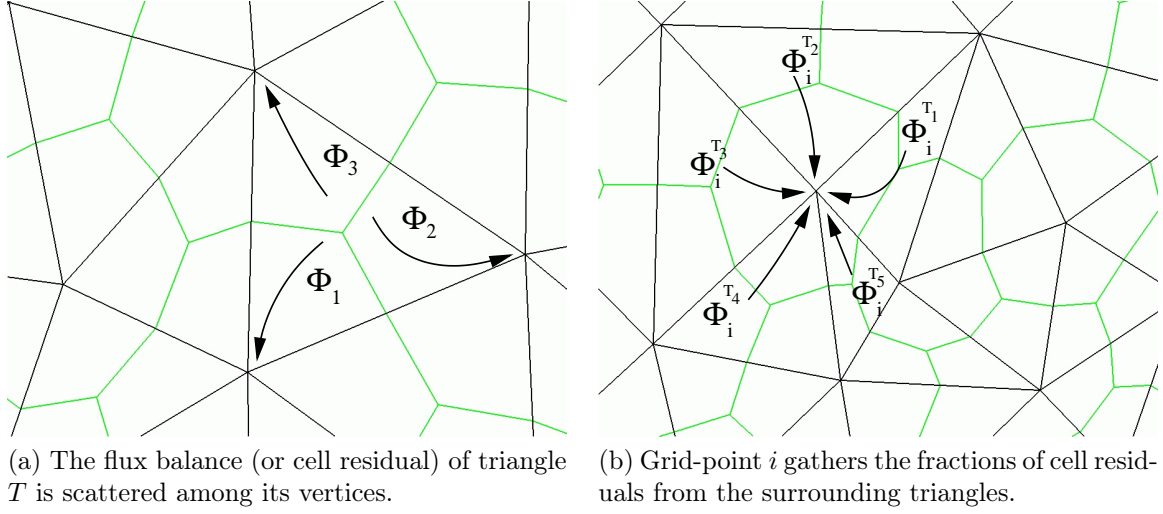 Φ3
Φ2
Φ1
(a) The flux balance (or cell residual) of triangle
T is scattered among its vertices.
Φ_i^T2
Φ_i^T1
Φ_i^T3
Φ_i^T4
Φ_i^T5
(b) Grid-point i gathers the fractions of cell resid-
uals from the surrounding triangles.